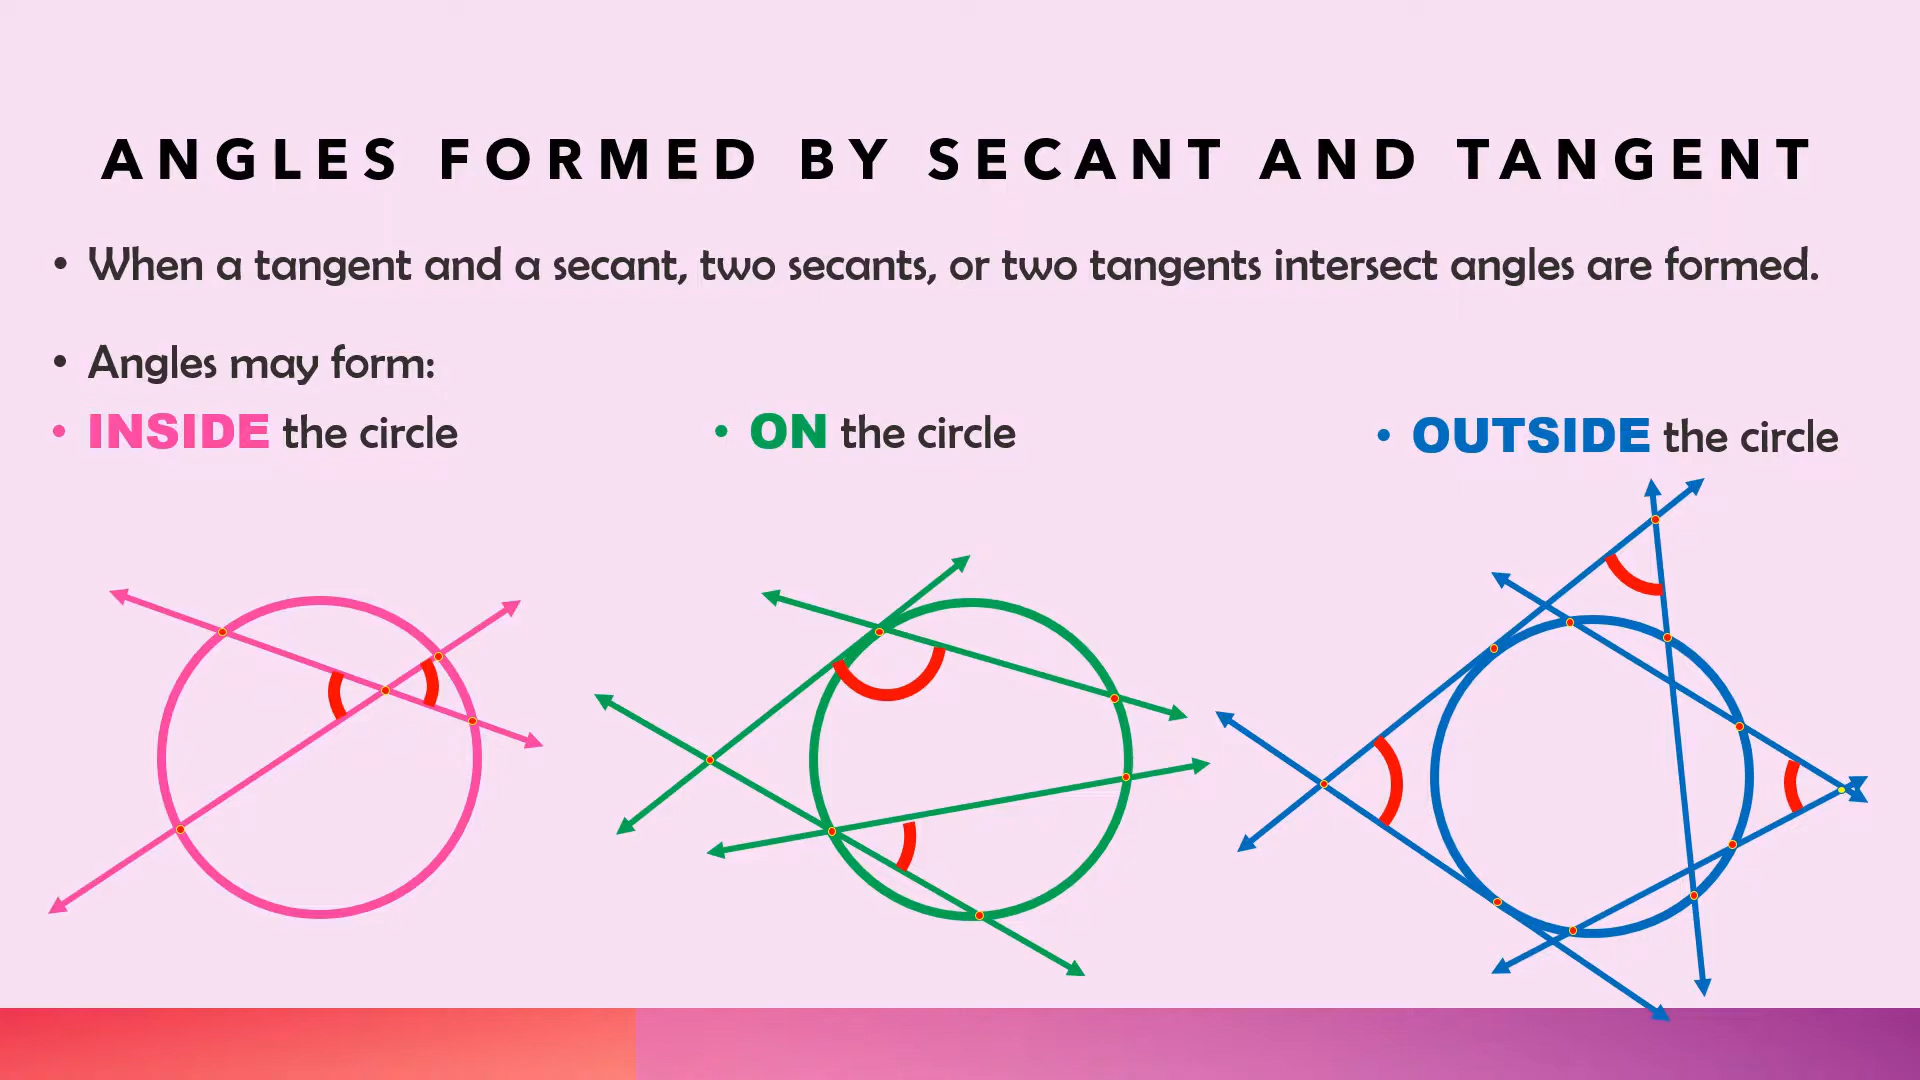 ANGLES FORMED BY SECANT AND TANGENT
• When a tangent and a secant, two secants, or two tangents intersect angles are formed.
• Angles may form:
• INSIDE the circle
• ON the circle
• OUTSIDE the circle